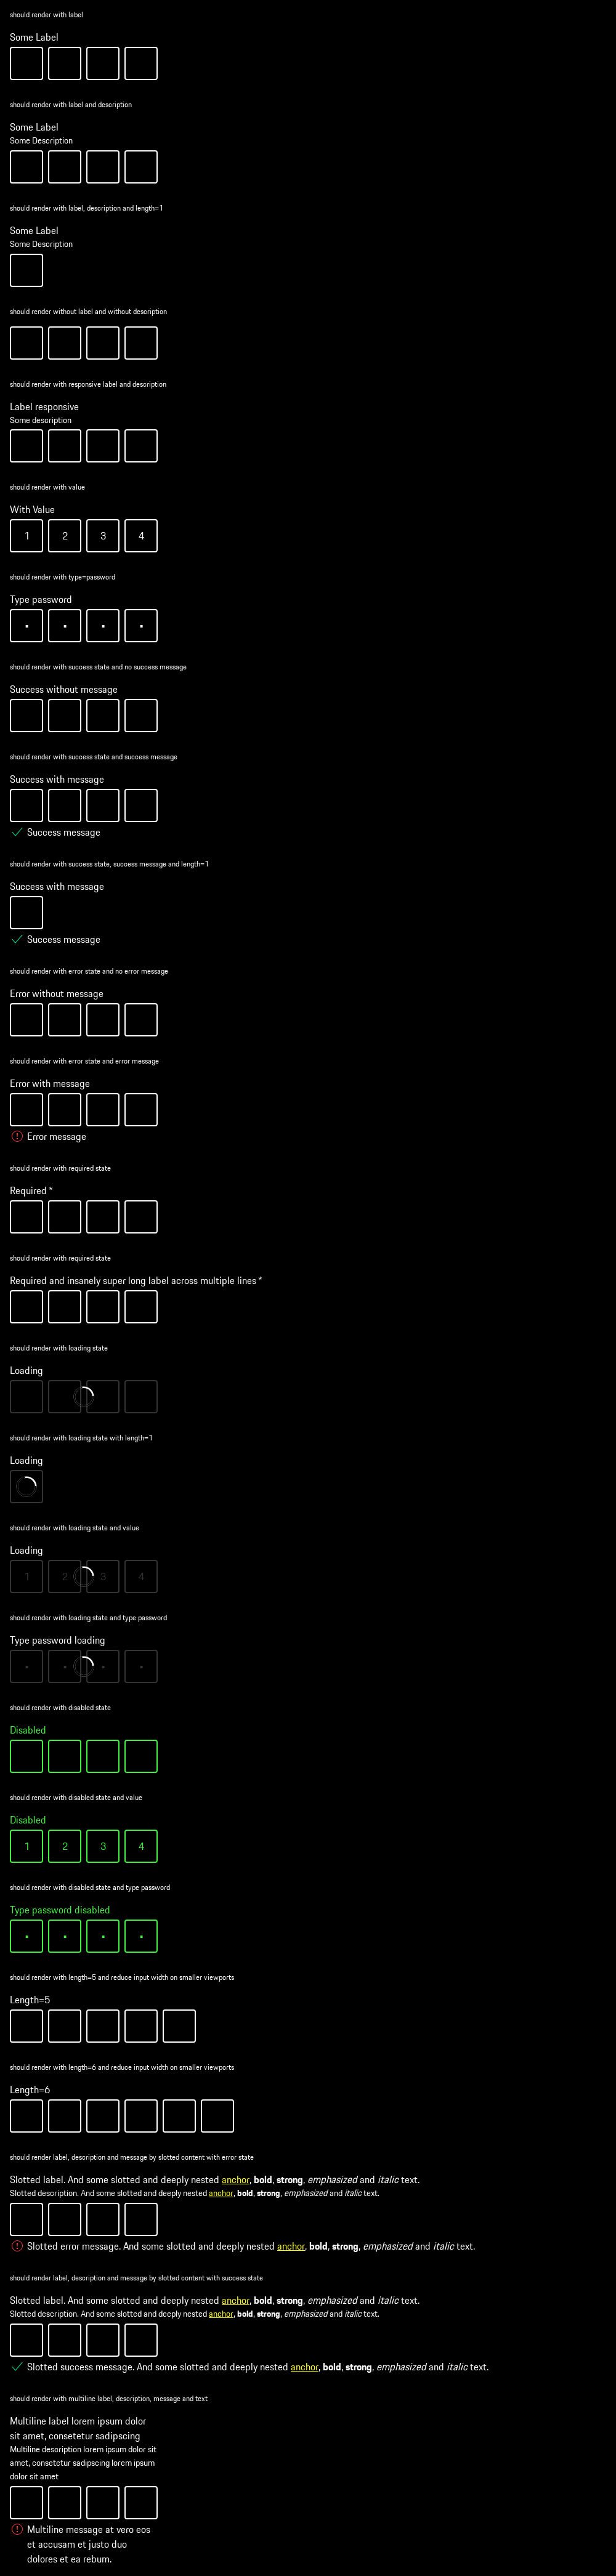 should render with label
Some Label
should render with label and description
Some Label
Some Description
should render with label, description and length=1
Some Label
Some Description
should render without label and without description
should render with responsive label and description
Label responsive
Some description
should render with value
With Value
1 2 3 4
should render with type=password
Type password
should render with success state and no success message
Success without message
should render with success state and success message
Success with message
Success message
should render with success state, success message and length=1
Success with message
Success message
should render with error state and no error message
Error without message
should render with error state and error message
Error with message
Error message
should render with required state
Required *
should render with required state
Required and insanely super long label across multiple lines *
should render with loading state
Loading
should render with loading state with length=1
Loading
should render with loading state and value
Loading
1 2 3 4
should render with loading state and type password
Type password loading
should render with disabled state
Disabled
should render with disabled state and value
Disabled
1 2 3 4
should render with disabled state and type password
Type password disabled
should render with length=5 and reduce input width on smaller viewports
Length=5
should render with length=6 and reduce input width on smaller viewports
Length=6
should render label, description and message by slotted content with error state
Slotted label. And some slotted and deeply nested anchor, bold, strong, emphasized and italic text.
Slotted description. And some slotted and deeply nested anchor, bold, strong, emphasized and italic text.
Slotted error message. And some slotted and deeply nested anchor, bold, strong, emphasized and italic text.
should render label, description and message by slotted content with success state
Slotted label. And some slotted and deeply nested anchor, bold, strong, emphasized and italic text.
Slotted description. And some slotted and deeply nested anchor, bold, strong, emphasized and italic text.
Slotted success message. And some slotted and deeply nested anchor, bold, strong, emphasized and italic text.
should render with multiline label, description, message and text
Multiline label lorem ipsum dolor
sit amet, consetetur sadipscing
Multiline description lorem ipsum dolor sit
amet, consetetur sadipscing lorem ipsum
dolor sit amet
Multiline message at vero eos
et accusam et justo duo
dolores et ea rebum.